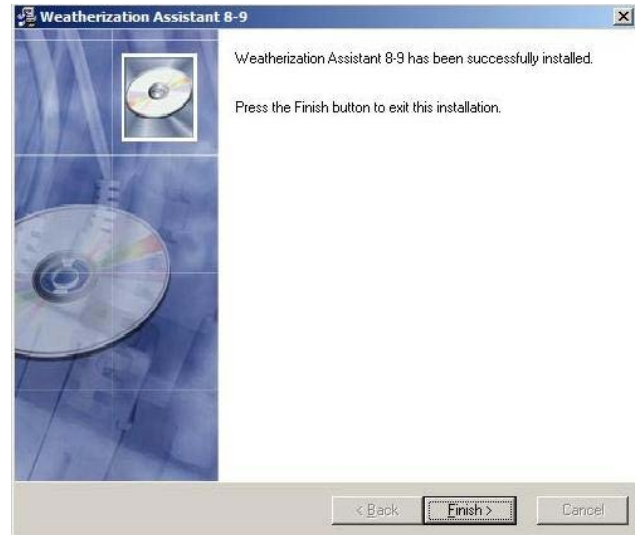 Weatherization Assistant 8-9
Weatherization Assistant 8-9 has been successfully installed.
Press the Finish button to exit this installation.
< Back
Finish >
Cancel